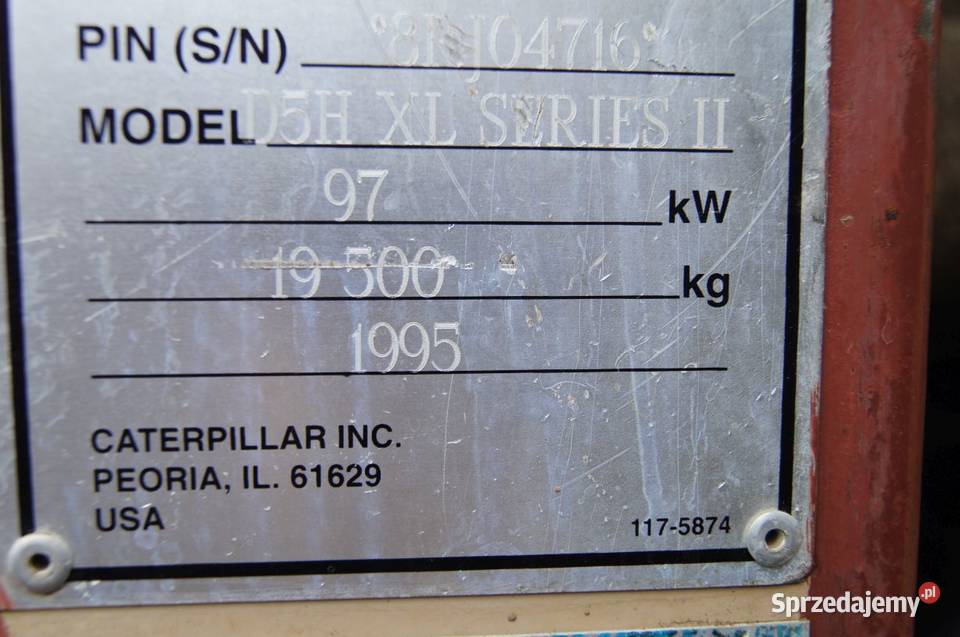 PIN (S/N) *8RJ04716*
MODEL D5H XL SERIES II
97 kW
19 500 kg
1995
CATERPILLAR INC.
PEORIA, IL. 61629
USA
117-5874
Sprzedajemy.pl